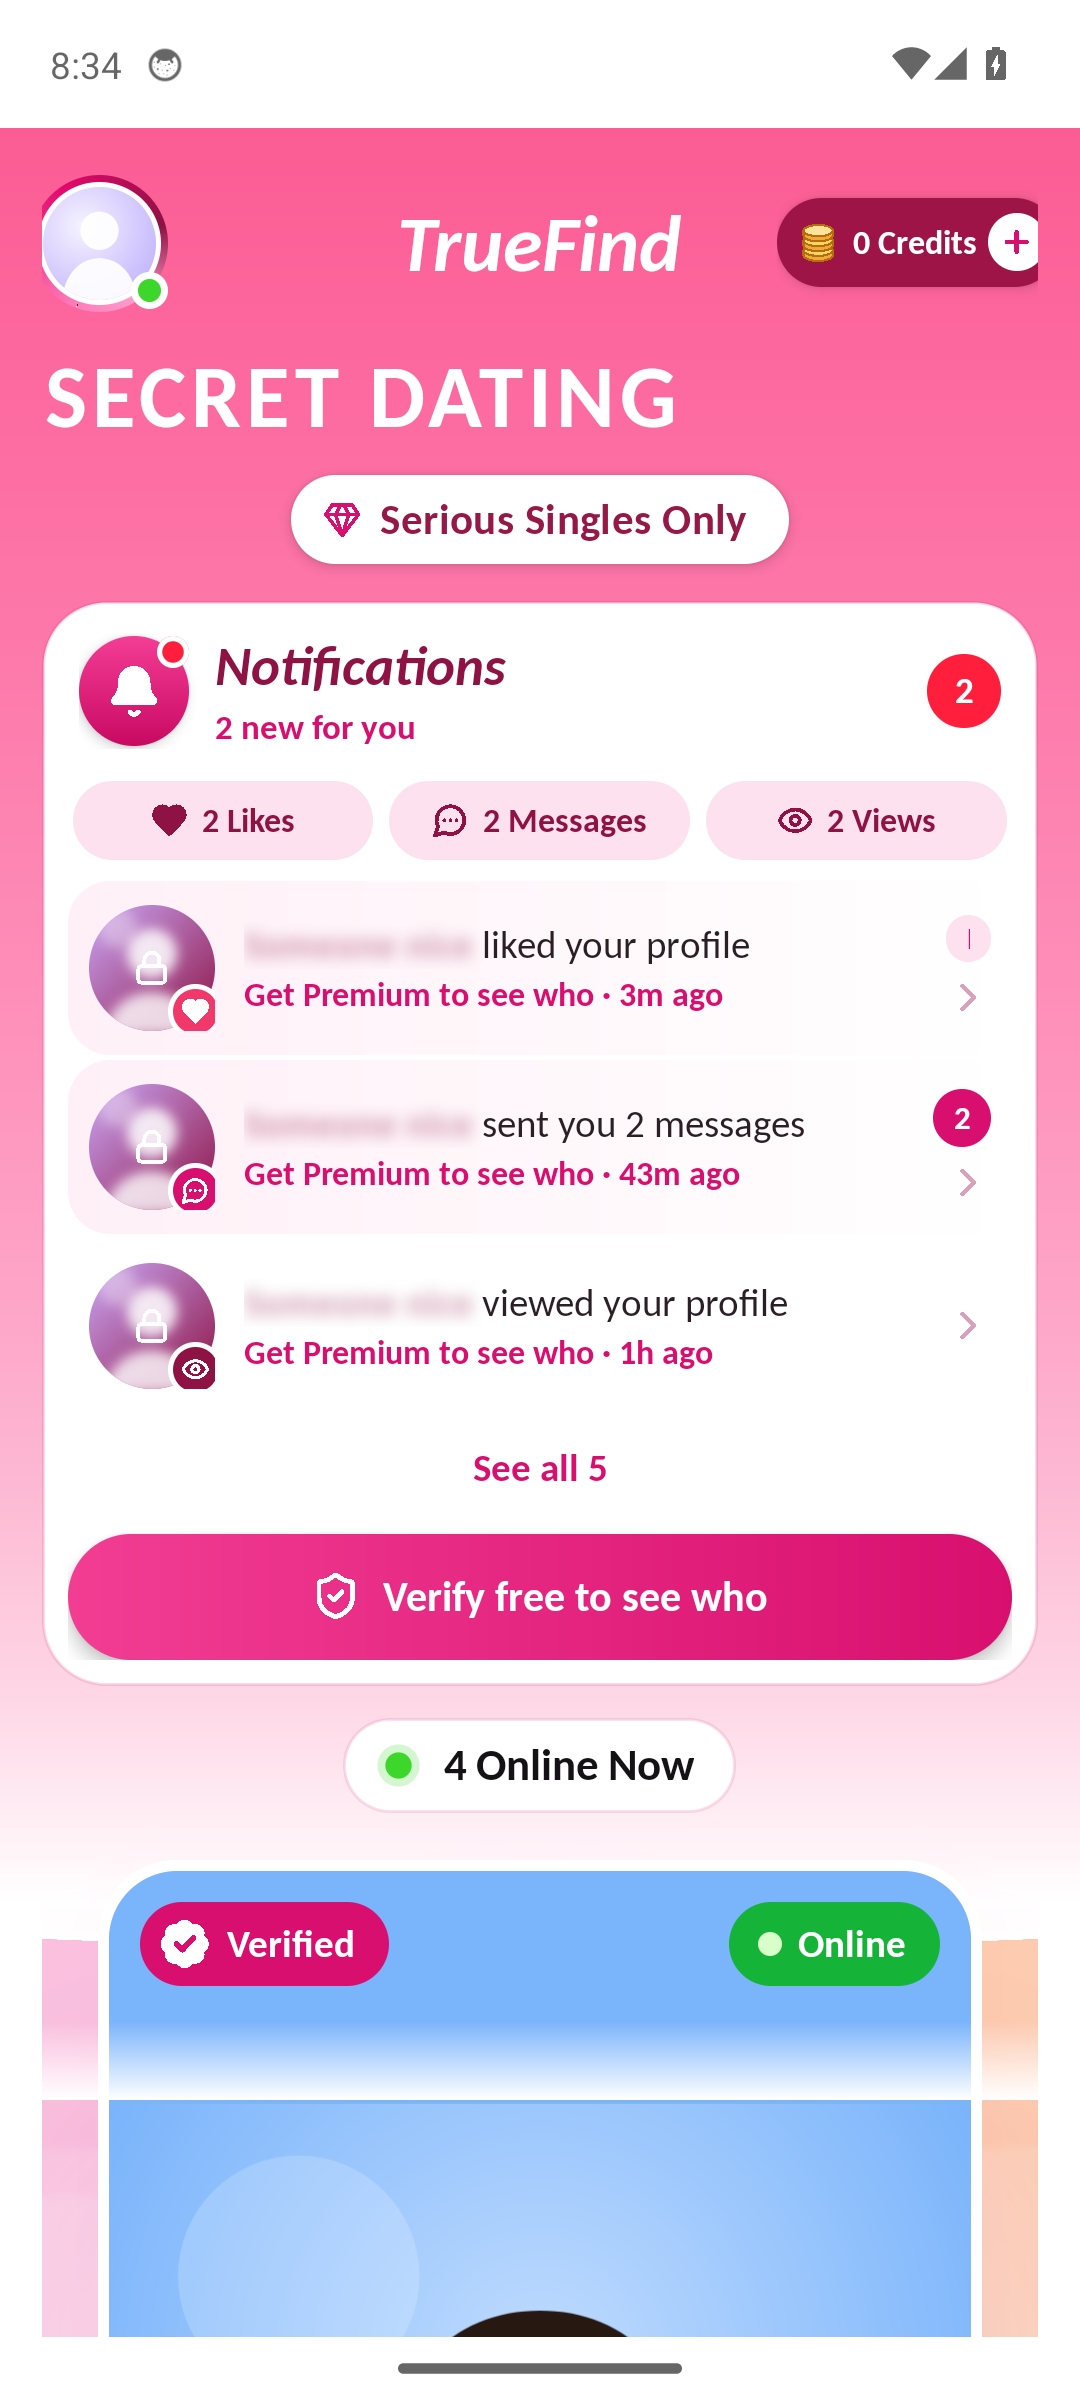 8:34
TrueFind
0 Credits
SECRET DATING
Serious Singles Only
Notifications
2 new for you
2
2 Likes
2 Messages
2 Views
liked your profile
Get Premium to see who · 3m ago
sent you 2 messages
Get Premium to see who · 43m ago
2
viewed your profile
Get Premium to see who · 1h ago
See all 5
Verify free to see who
4 Online Now
Verified
Online